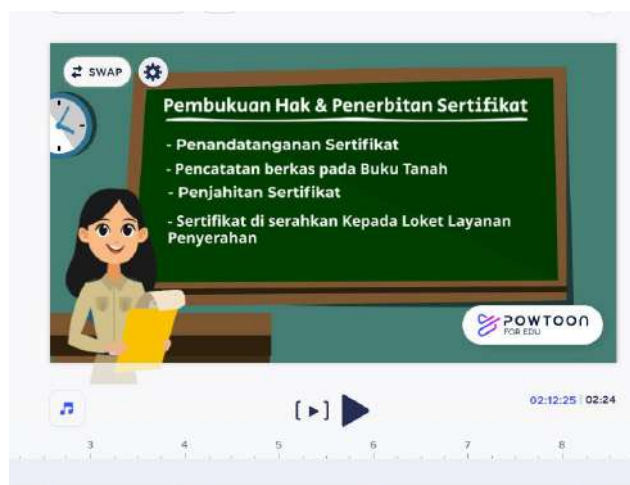 SWAP
Pembukuan Hak & Penerbitan Sertifikat
- Penandatanganan Sertifikat
- Pencatatan berkas pada Buku Tanah
- Penjahitan Sertifikat
- Sertifikat di serahkan Kepada Loket Layanan
Penyerahan
POWTOON
FOR EDU
02:12:25 02:24
3 4 5 6 7 8